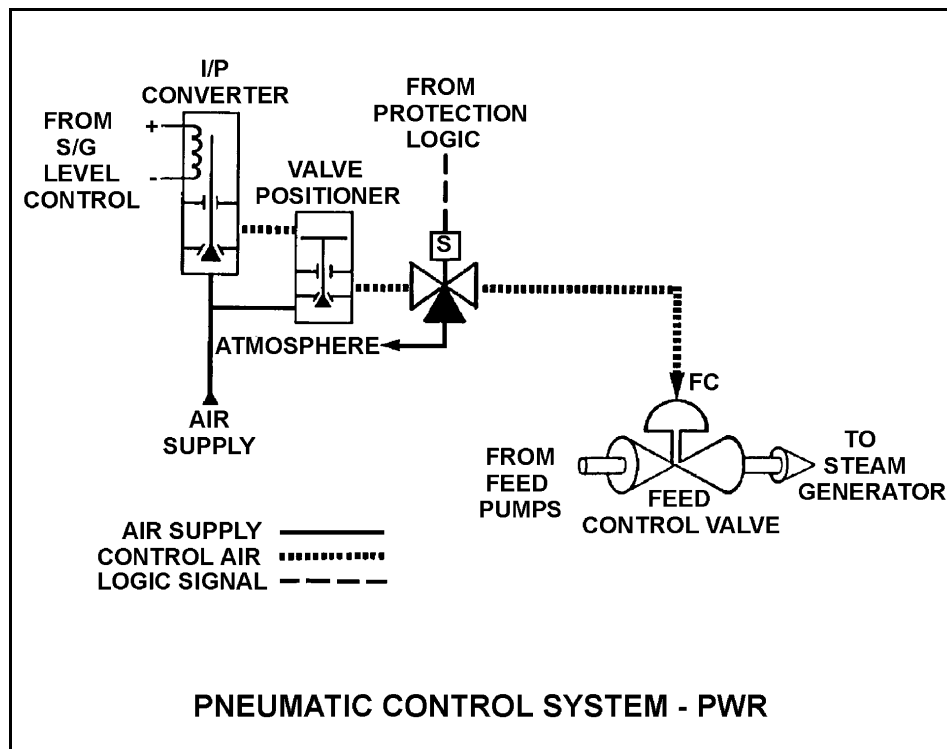 I/P
CONVERTER
FROM
S/G
LEVEL
CONTROL
+
-
VALVE
POSITIONER
FROM
PROTECTION
LOGIC
S
ATMOSPHERE
AIR
SUPPLY
FC
FROM
FEED
PUMPS
FEED
CONTROL VALVE
TO
STEAM
GENERATOR
AIR SUPPLY
CONTROL AIR
LOGIC SIGNAL
PNEUMATIC CONTROL SYSTEM - PWR